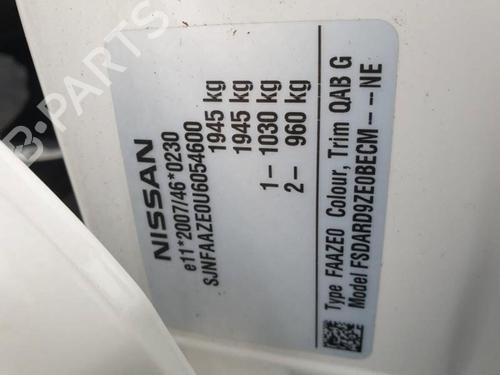 NISSAN
e11*2007/46*0230
SJNFAAZE0U6054600
1945 kg
1945 kg
1- 1030 kg
2- 960 kg
Type FAAZE0 Colour, Trim QAB G
Model FSDARD9ZE0BECM---NE